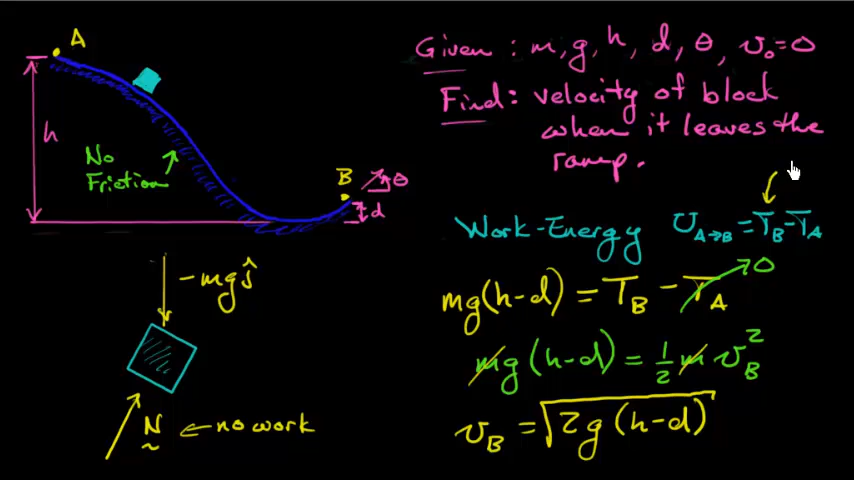 A
h
No
Friction
B
θ
d
-mgĵ
N ← no work
Given : m, g, h, d, θ, v₀=0
Find : velocity of block
when it leaves the
ramp.
Work-Energy U_A→B = T_B - T_A
mg(h-d) = T_B - T_A 0
mg(h-d) = 1/2 m v_B²
v_B = √2g(h-d)